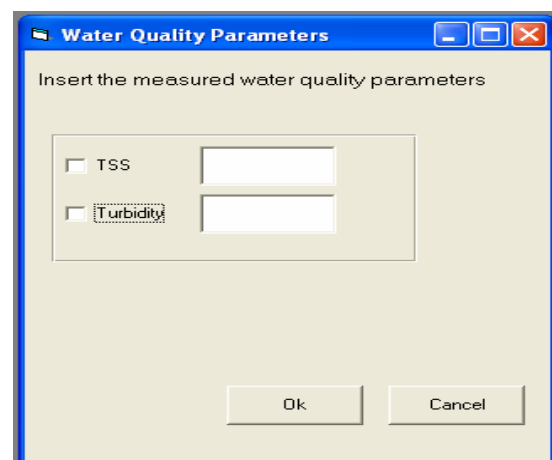 Water Quality Parameters
Insert the measured water quality parameters
TSS
Turbidity
Ok Cancel